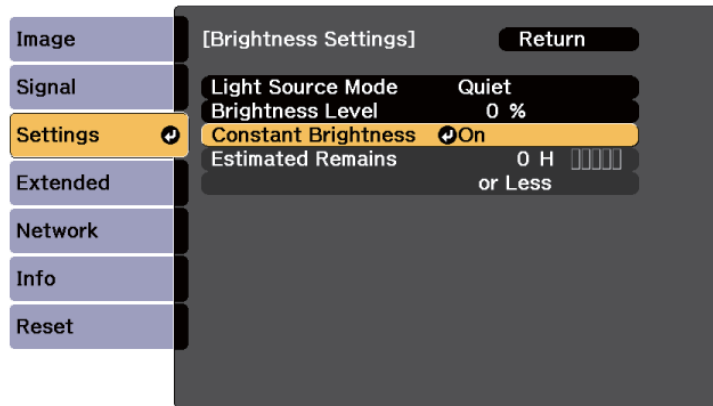 Image
Signal
Settings
Extended
Network
Info
Reset
[Brightness Settings] Return
Light Source Mode Quiet
Brightness Level 0 %
Constant Brightness On
Estimated Remains 0 H
or Less